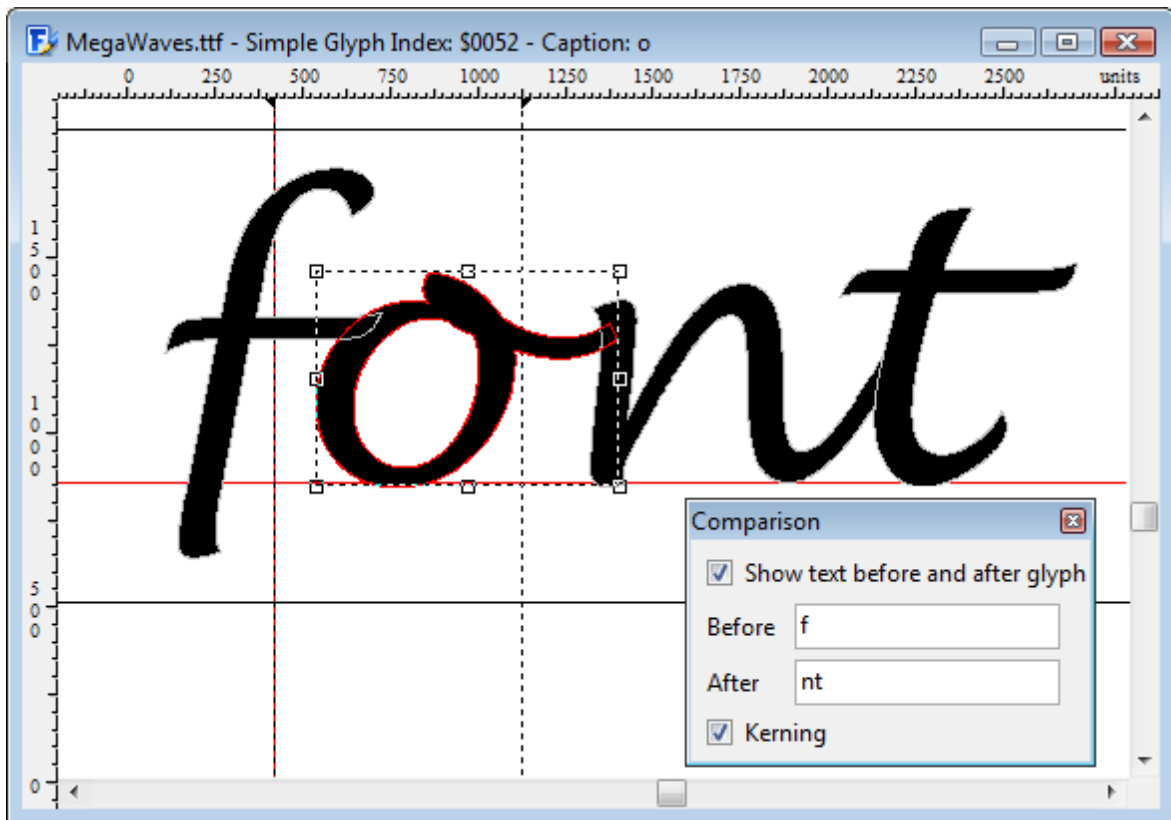 MegaWaves.ttf - Simple Glyph Index: $0052 - Caption: o
0 250 500 750 1000 1250 1500 1750 2000 2250 2500 units
1500
1000
500
0
font
Comparison
Show text before and after glyph
Before f
After nt
Kerning